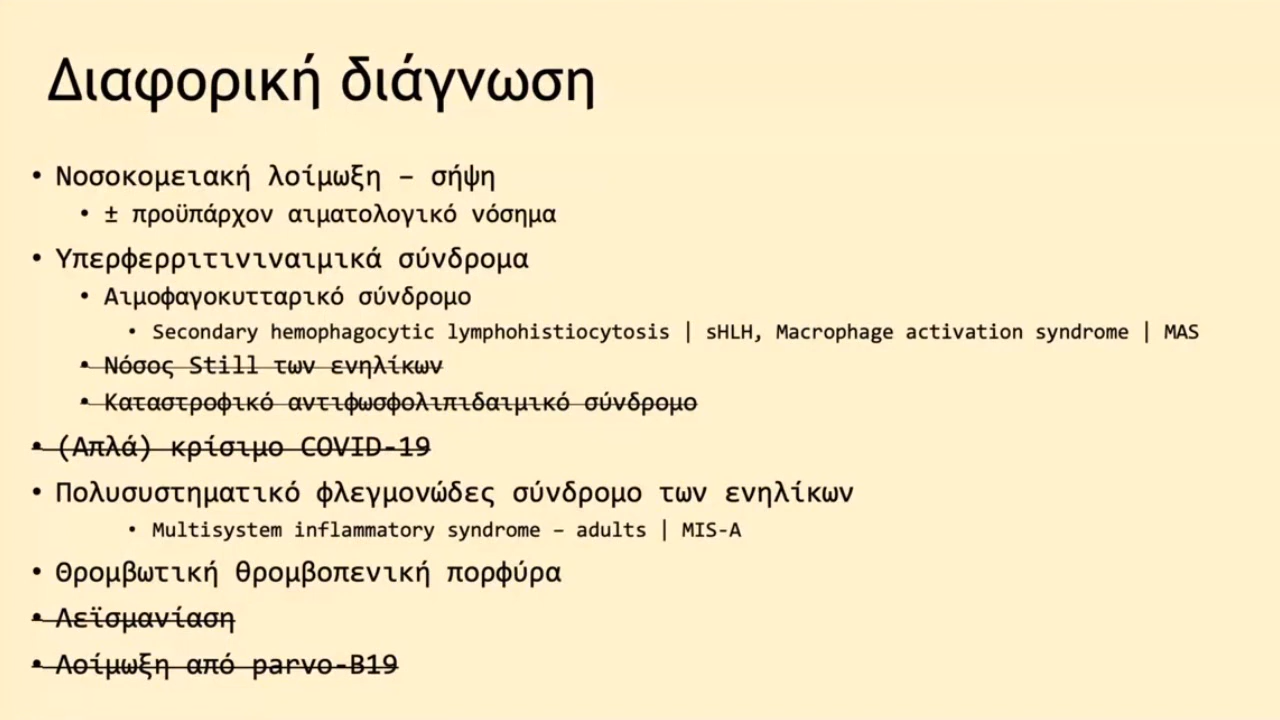 Διαφορική διάγνωση
• Νοσοκομειακή λοίμωξη – σήψη
• ± προϋπάρχον αιματολογικό νόσημα
• Υπερφερριτινιναιμικά σύνδρομα
• Αιμοφαγοκυτταρικό σύνδρομο
• Secondary hemophagocytic lymphohistiocytosis | sHLH, Macrophage activation syndrome | MAS
• Νόσος Still των ενηλίκων
• Καταστροφικό αντιφωσφολιπιδαιμικό σύνδρομο
• (Απλά) κρίσιμο COVID-19
• Πολυσυστηματικό φλεγμονώδες σύνδρομο των ενηλίκων
• Multisystem inflammatory syndrome – adults | MIS-A
• Θρομβωτική θρομβοπενική πορφύρα
• Λεϊσμανίαση
• Λοίμωξη από parvo-B19